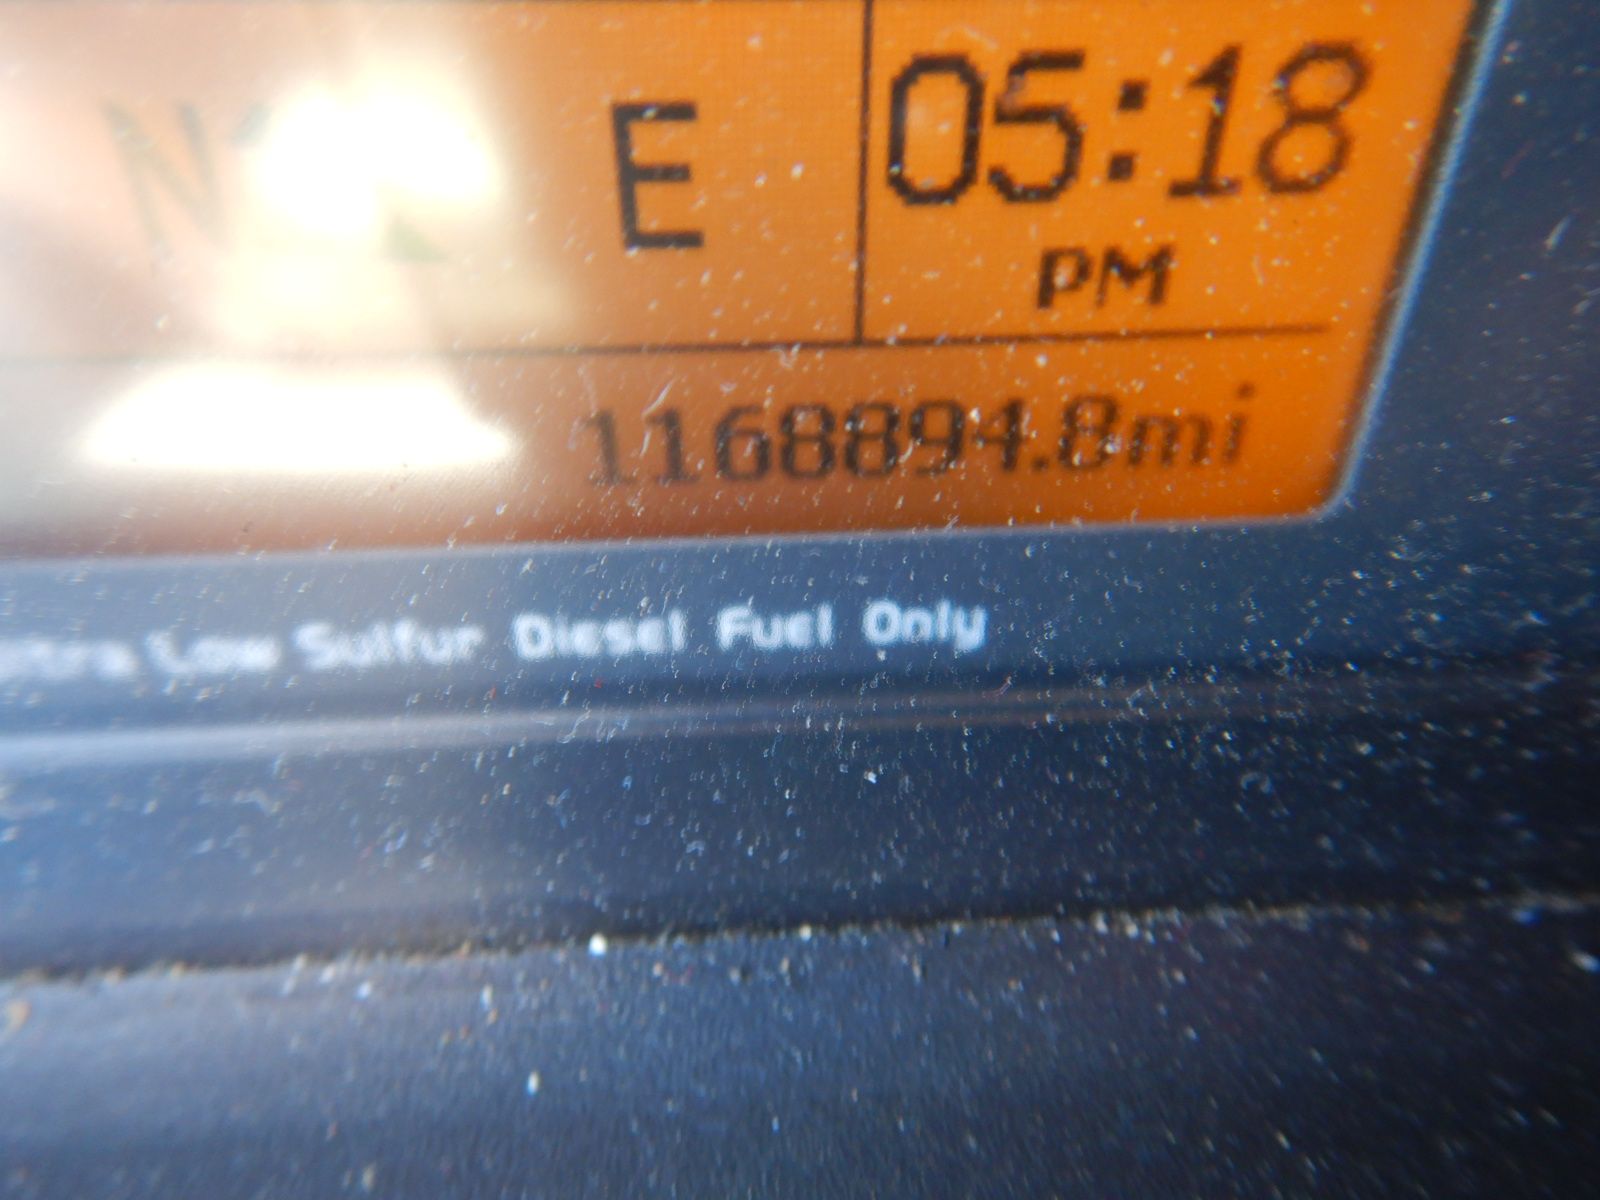 N E 05:18
PM
1168894.8mi
Low Sulfur Diesel Fuel Only